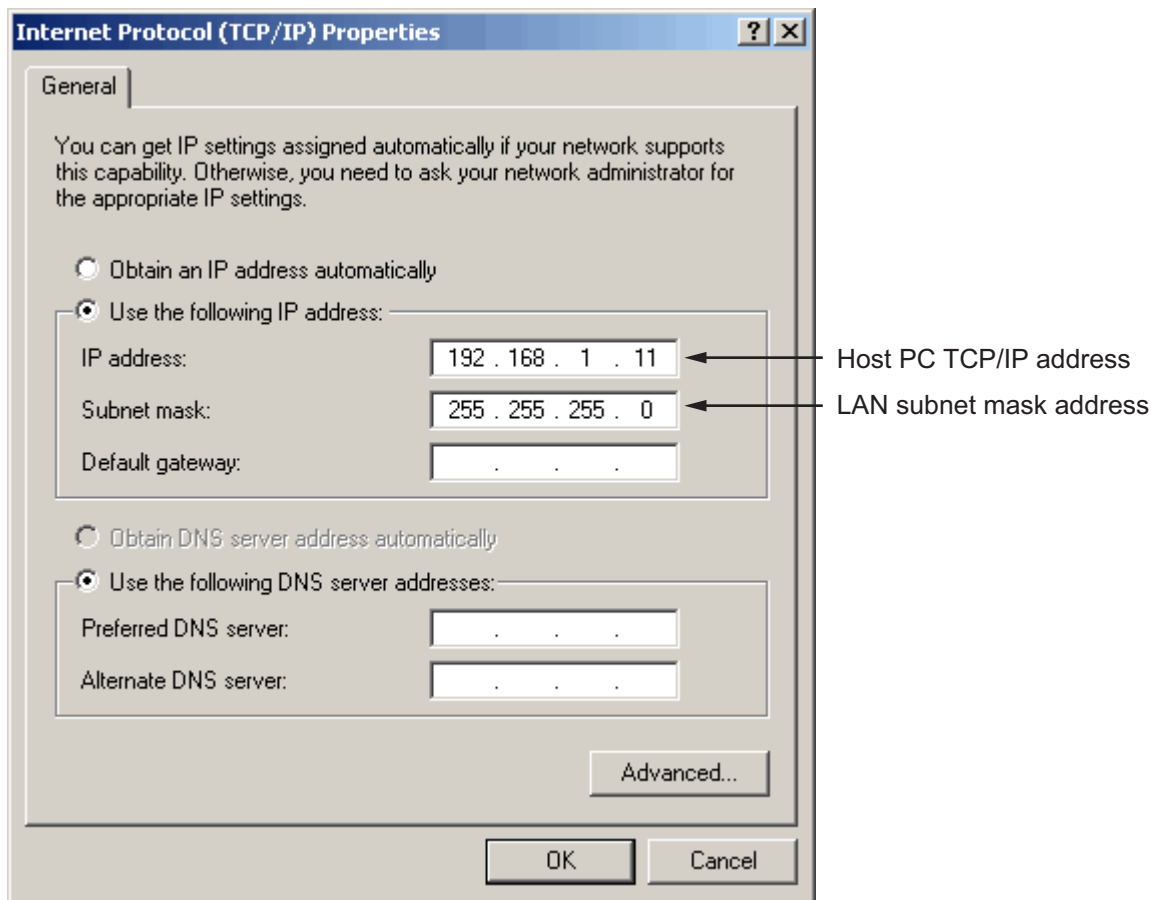 Internet Protocol (TCP/IP) Properties
General
You can get IP settings assigned automatically if your network supports
this capability. Otherwise, you need to ask your network administrator for
the appropriate IP settings.
Obtain an IP address automatically
Use the following IP address:
IP address: 192 . 168 . 1 . 11 Host PC TCP/IP address
Subnet mask: 255 . 255 . 255 . 0 LAN subnet mask address
Default gateway: . . .
Obtain DNS server address automatically
Use the following DNS server addresses:
Preferred DNS server: . . .
Alternate DNS server: . . .
Advanced...
OK Cancel